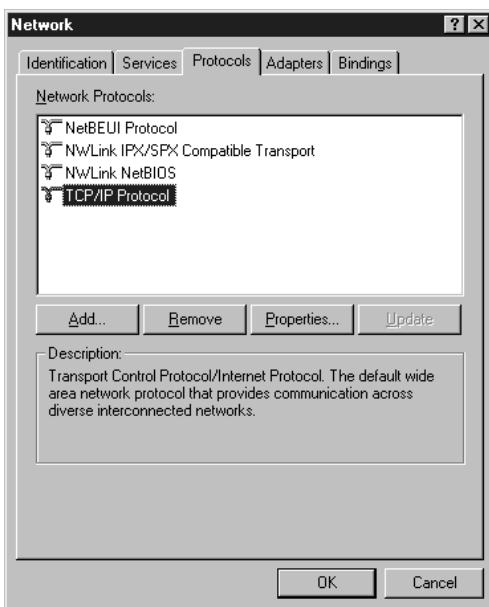 Network
Identification Services Protocols Adapters Bindings
Network Protocols:
NetBEUI Protocol
NWLink IPX/SPX Compatible Transport
NWLink NetBIOS
TCP/IP Protocol
Add... Remove Properties... Update
Description:
Transport Control Protocol/Internet Protocol. The default wide
area network protocol that provides communication across
diverse interconnected networks.
OK Cancel